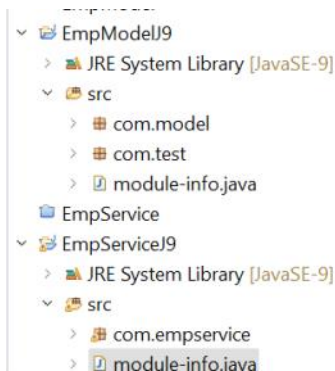 EmpModelJ9
JRE System Library [JavaSE-9]
src
com.model
com.test
module-info.java
EmpService
EmpServiceJ9
JRE System Library [JavaSE-9]
src
com.empservice
module-info.java